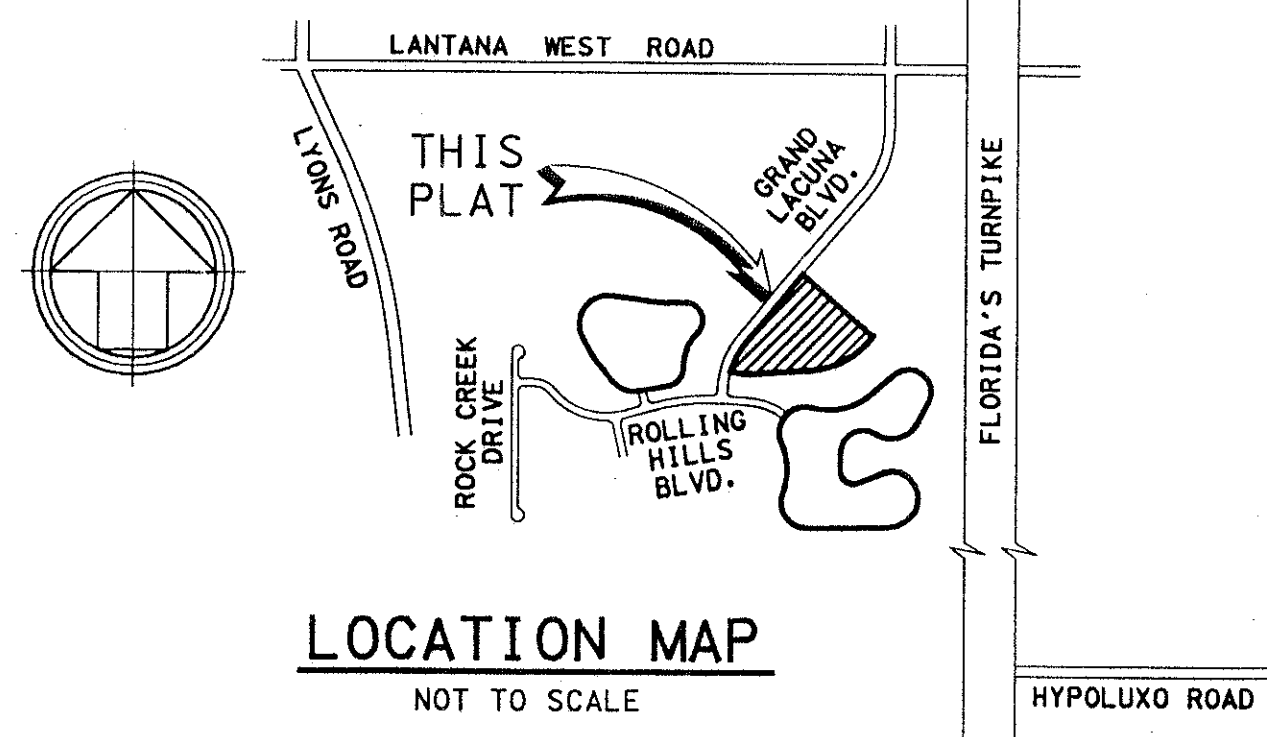 LANTANA WEST ROAD
LYONS ROAD
THIS
PLAT
GRAND
LACUNA
BLVD.
FLORIDA'S TURNPIKE
ROCK CREEK
DRIVE
ROLLING
HILLS
BLVD.
LOCATION MAP
NOT TO SCALE
HYPOLUXO ROAD